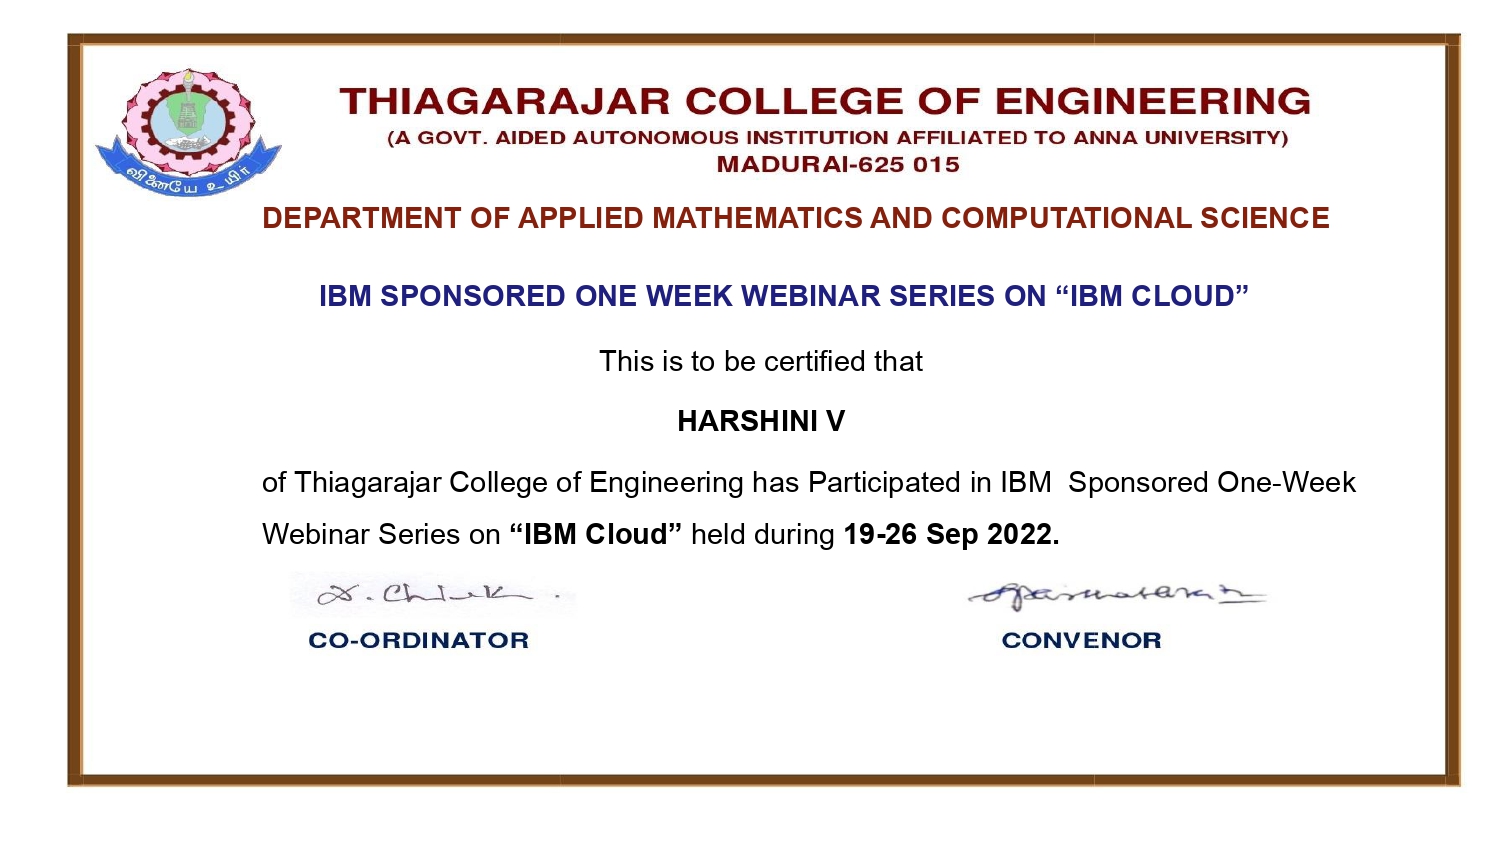 THIAGARAJAR COLLEGE OF ENGINEERING
(A GOVT. AIDED AUTONOMOUS INSTITUTION AFFILIATED TO ANNA UNIVERSITY)
MADURAI-625 015
வினையே உயிர்
DEPARTMENT OF APPLIED MATHEMATICS AND COMPUTATIONAL SCIENCE
IBM SPONSORED ONE WEEK WEBINAR SERIES ON “IBM CLOUD”
This is to be certified that
HARSHINI V
of Thiagarajar College of Engineering has Participated in IBM Sponsored One-Week
Webinar Series on “IBM Cloud” held during 19-26 Sep 2022.
CO-ORDINATOR
CONVENOR